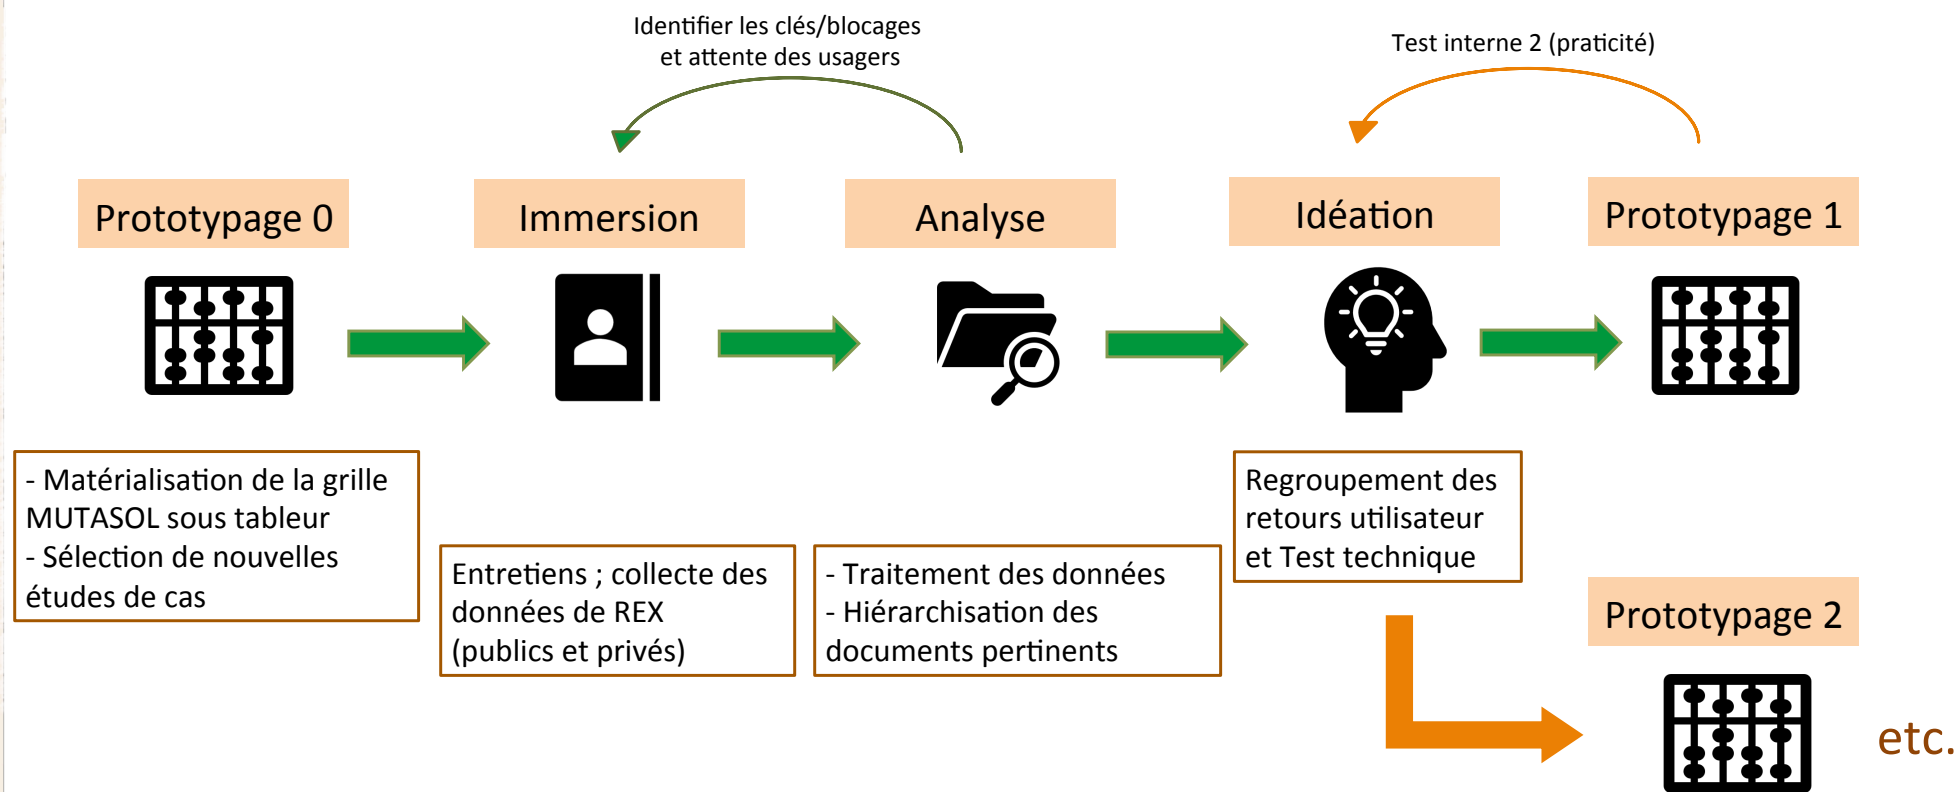 Identifier les clés/blocages
et attente des usagers
Test interne 2 (praticité)
Prototypage 0
Immersion
Analyse
Idéation
Prototypage 1
- Matérialisation de la grille
MUTASOL sous tableur
- Sélection de nouvelles
études de cas
Entretiens ; collecte des
données de REX
(publics et privés)
- Traitement des données
- Hiérarchisation des
documents pertinents
Regroupement des
retours utilisateur
et Test technique
Prototypage 2
etc.